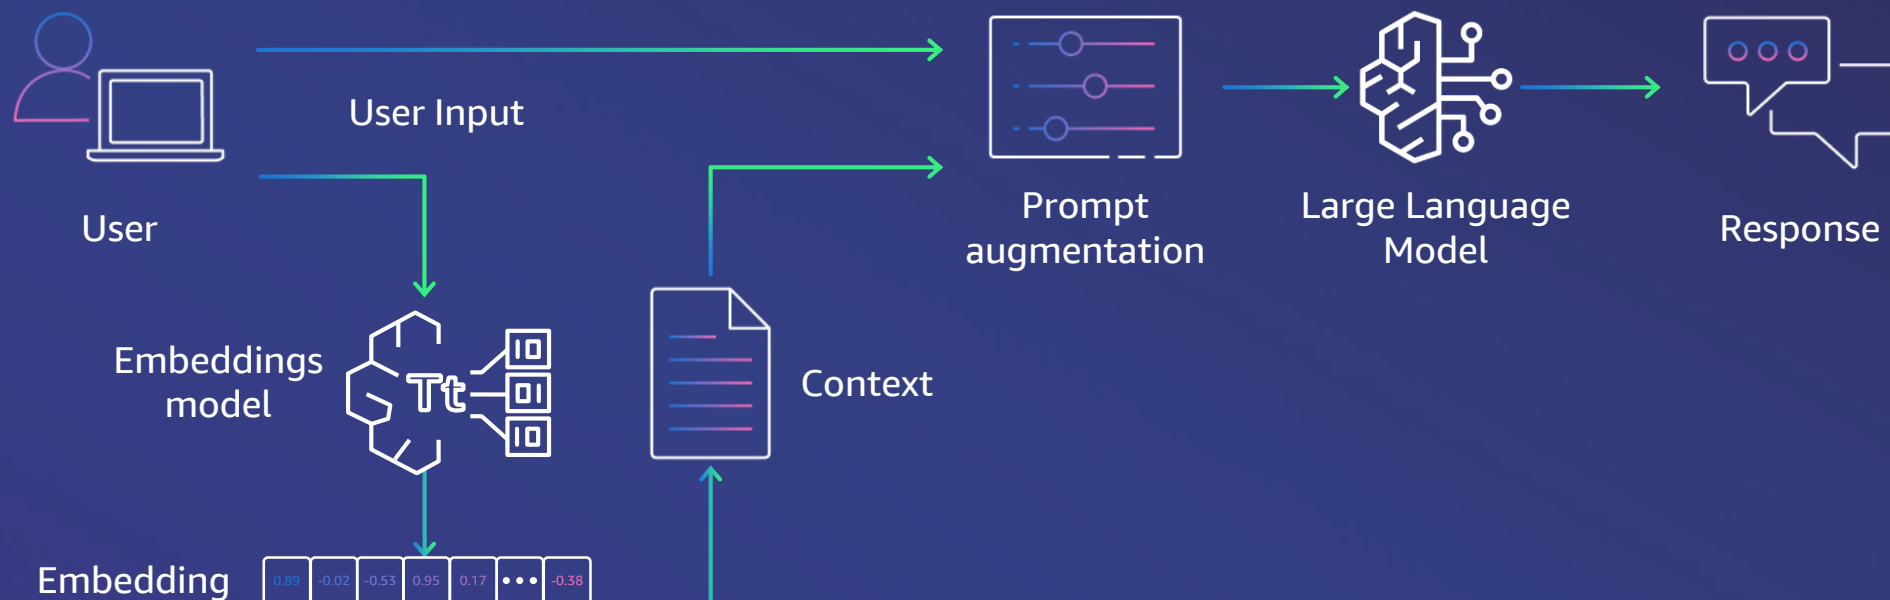 User Input
User
Prompt
augmentation
Large Language
Model
Response
Embeddings
model
Tt
10
01
10
Context
Embedding
0.89 -0.02 -0.53 0.95 0.17 ••• -0.38